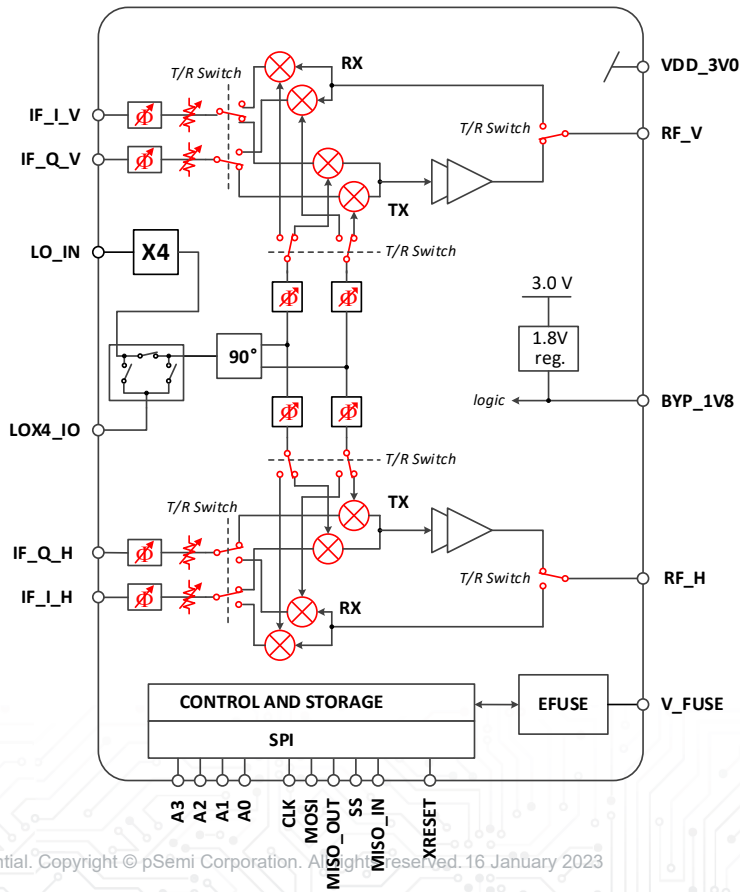 RX
VDD_3V0
T/R Switch
IF_I_V
Φ
T/R Switch
RF_V
IF_Q_V
Φ
TX
LO_IN
X4
T/R Switch
Φ
Φ
3.0 V
1.8V
reg.
90°
logic
BYP_1V8
Φ
Φ
LOX4_IO
T/R Switch
TX
T/R Switch
IF_Q_H
Φ
T/R Switch
RF_H
IF_I_H
Φ
RX
CONTROL AND STORAGE
EFUSE
V_FUSE
SPI
A3
A2
A1
A0
CLK
MOSI
MISO_OUT
SS
MISO_IN
XRESET
ntial. Copyright © pSemi Corporation. All rights reserved. 16 January 2023